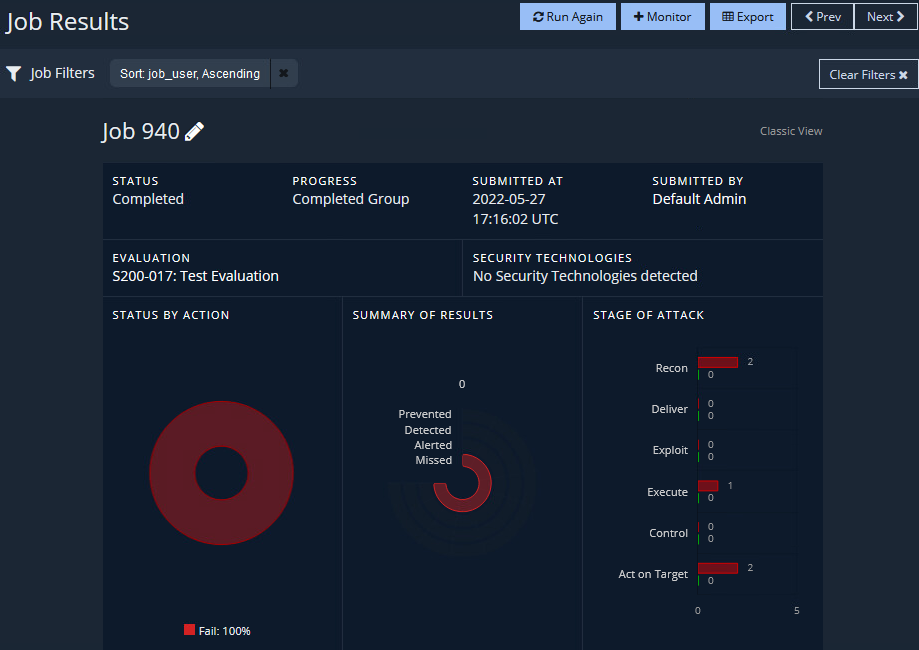 Job Results
Run Again
Monitor
Export
Prev
Next
Job Filters
Sort: job_user, Ascending
Clear Filters
Job 940
Classic View
STATUS
Completed
PROGRESS
Completed Group
SUBMITTED AT
2022-05-27
17:16:02 UTC
SUBMITTED BY
Default Admin
EVALUATION
S200-017: Test Evaluation
SECURITY TECHNOLOGIES
No Security Technologies detected
STATUS BY ACTION
Fail: 100%
SUMMARY OF RESULTS
0
Prevented
Detected
Alerted
Missed
STAGE OF ATTACK
Recon
2
0
Deliver
0
0
Exploit
0
0
Execute
1
0
Control
0
0
Act on Target
2
0
0
5